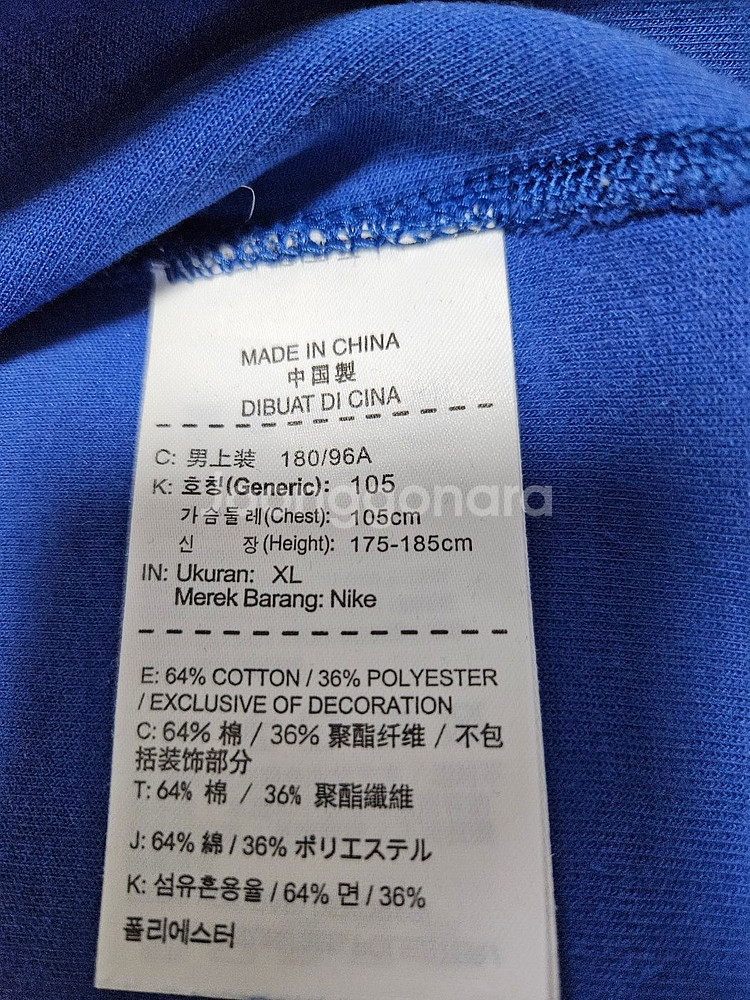 MADE IN CHINA
中国製
DIBUAT DI CINA
C: 男上装 180/96A
K: 호칭(Generic): 105
가슴둘레(Chest): 105cm
신 장(Height): 175-185cm
IN: Ukuran: XL
Merek Barang: Nike
E: 64% COTTON / 36% POLYESTER
/ EXCLUSIVE OF DECORATION
C: 64% 棉 / 36% 聚酯纤维 / 不包
括装饰部分
T: 64% 棉 / 36% 聚酯纖維
J: 64% 綿 / 36% ポリエステル
K: 섬유혼용율 / 64% 면 / 36%
폴리에스터